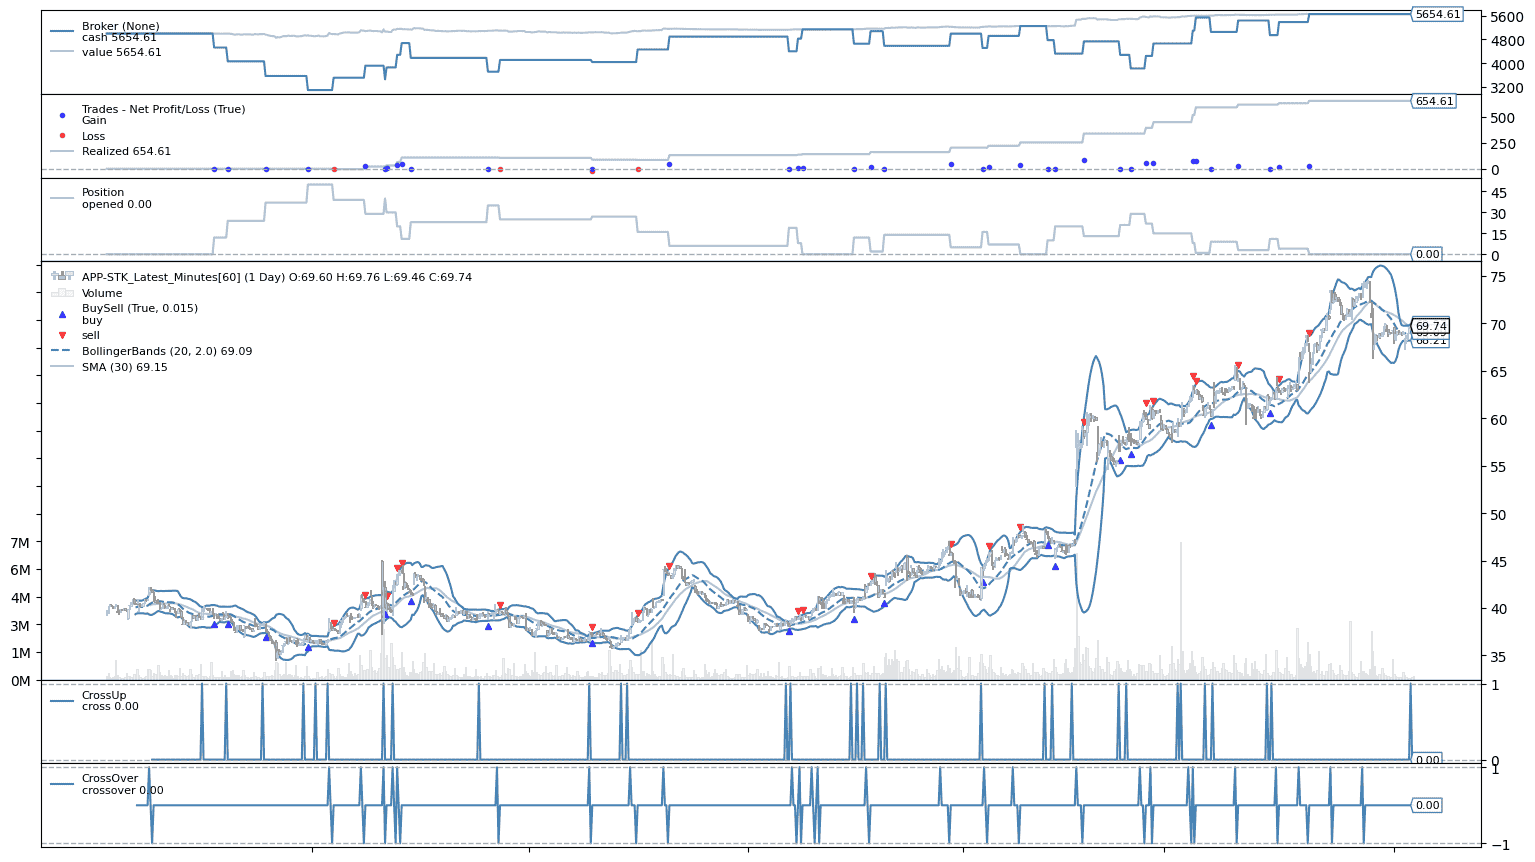 Broker (None)
cash 5654.61
value 5654.61
5654.61
5600
4800
4000
3200
Trades - Net Profit/Loss (True)
Gain
Loss
Realized 654.61
654.61
500
250
0
Position
opened 0.00
45
30
15
0
0.00
APP-STK_Latest_Minutes[60] (1 Day) O:69.60 H:69.76 L:69.46 C:69.74
Volume
BuySell (True, 0.015)
buy
sell
BollingerBands (20, 2.0) 69.09
SMA (30) 69.15
75
70
65
60
55
50
45
40
35
69.74
68.21
7M
6M
4M
3M
1M
0M
CrossUp
cross 0.00
1
0
0.00
CrossOver
crossover 0.00
1
0.00
−1